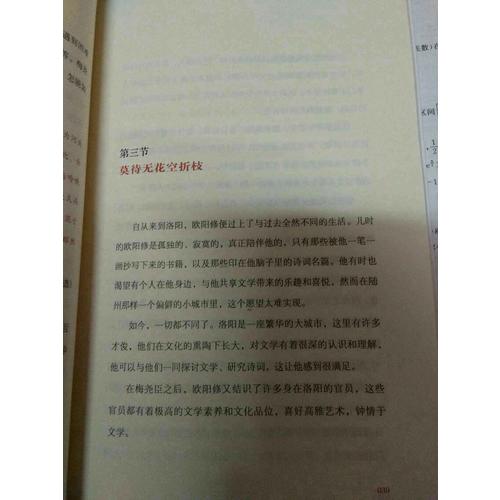 第三节
莫待无花空折枝
自从来到洛阳，欧阳修便过上了与过去全然不同的生活。儿时
的欧阳修是孤独的、寂寞的，真正陪伴他的，只有那些被他一笔一
画抄写下来的书籍，以及那些印在他脑子里的诗词名篇。他有时也
渴望有个人在他身边，与他共享文学带来的乐趣和喜悦，然而在随
州那样一个偏僻的小城市里，这个愿望太难实现。
如今，一切都不同了。洛阳是一座繁华的大城市，这里有许多
才俊，他们在文化的熏陶下长大，对文学有着很深的认识和理解，
他可以与他们一同探讨文学、研究诗词，这让他感到很满足。
在梅尧臣之后，欧阳修又结识了许多身在洛阳的官员，这些
官员都有着极高的文学素养和文化品位，喜好高雅艺术，钟情于
文学。
039